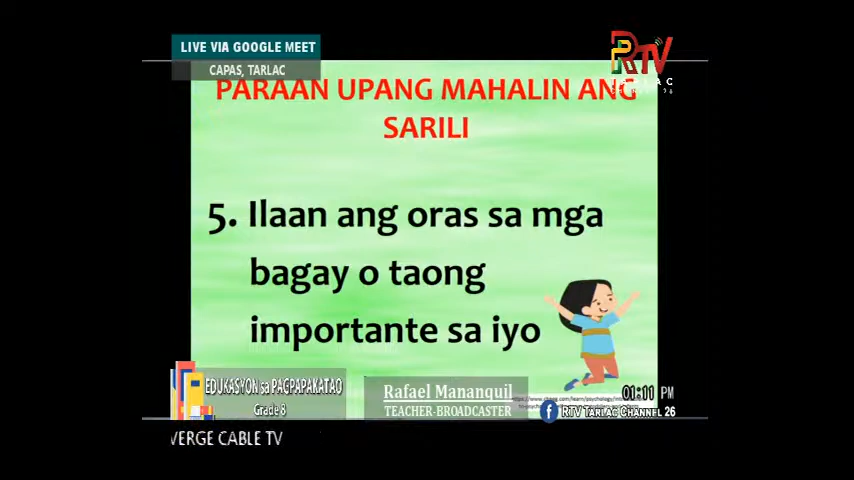 LIVE VIA GOOGLE MEET
CAPAS, TARLAC
RTV
PARAAN UPANG MAHALIN ANG
SARILI
5. Ilaan ang oras sa mga
bagay o taong
importante sa iyo
EDUKASYON sa PAGPAPAKATAO
Grade 8
Rafael Mananquil
TEACHER-BROADCASTER
01:11 PM
RTV TARLAC CHANNEL 26
VERGE CABLE TV